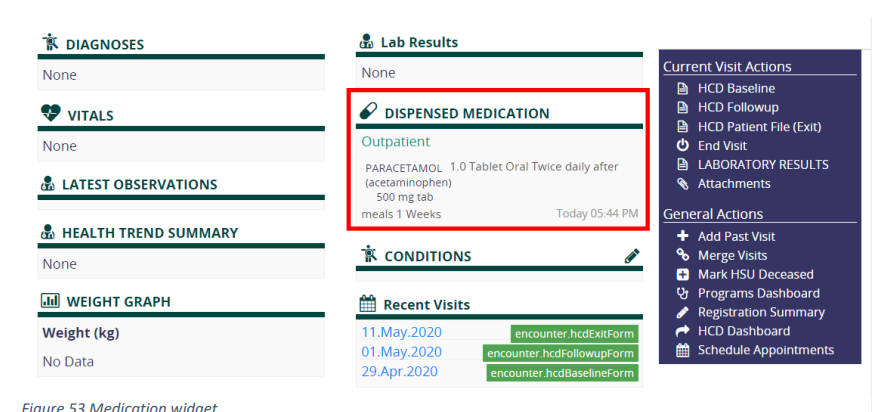 DIAGNOSES
None
VITALS
None
LATEST OBSERVATIONS
HEALTH TREND SUMMARY
None
WEIGHT GRAPH
Weight (kg)
No Data
Lab Results
None
DISPENSED MEDICATION
Outpatient
PARACETAMOL 1.0 Tablet Oral Twice daily after
(acetaminophen)
500 mg tab
meals 1 Weeks Today 05:44 PM
CONDITIONS
Recent Visits
11.May.2020 encounter.hcdExitForm
01.May.2020 encounter.hcdFollowupForm
29.Apr.2020 encounter.hcdBaselineForm
Current Visit Actions
HCD Baseline
HCD Followup
HCD Patient File (Exit)
End Visit
LABORATORY RESULTS
Attachments
General Actions
Add Past Visit
Merge Visits
Mark HSU Deceased
Programs Dashboard
Registration Summary
HCD Dashboard
Schedule Appointments
Figure 53 Medication widget